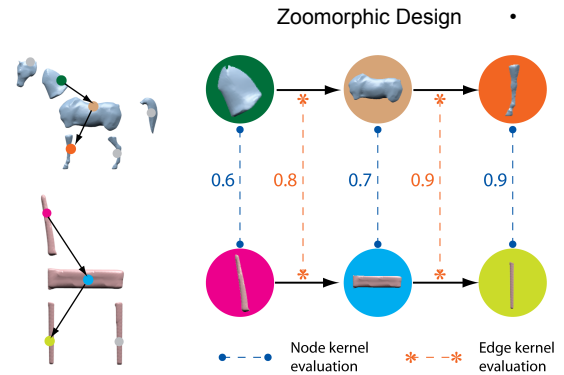 Zoomorphic Design •
0.6 0.8 0.7 0.9 0.9
Node kernel
evaluation
Edge kernel
evaluation